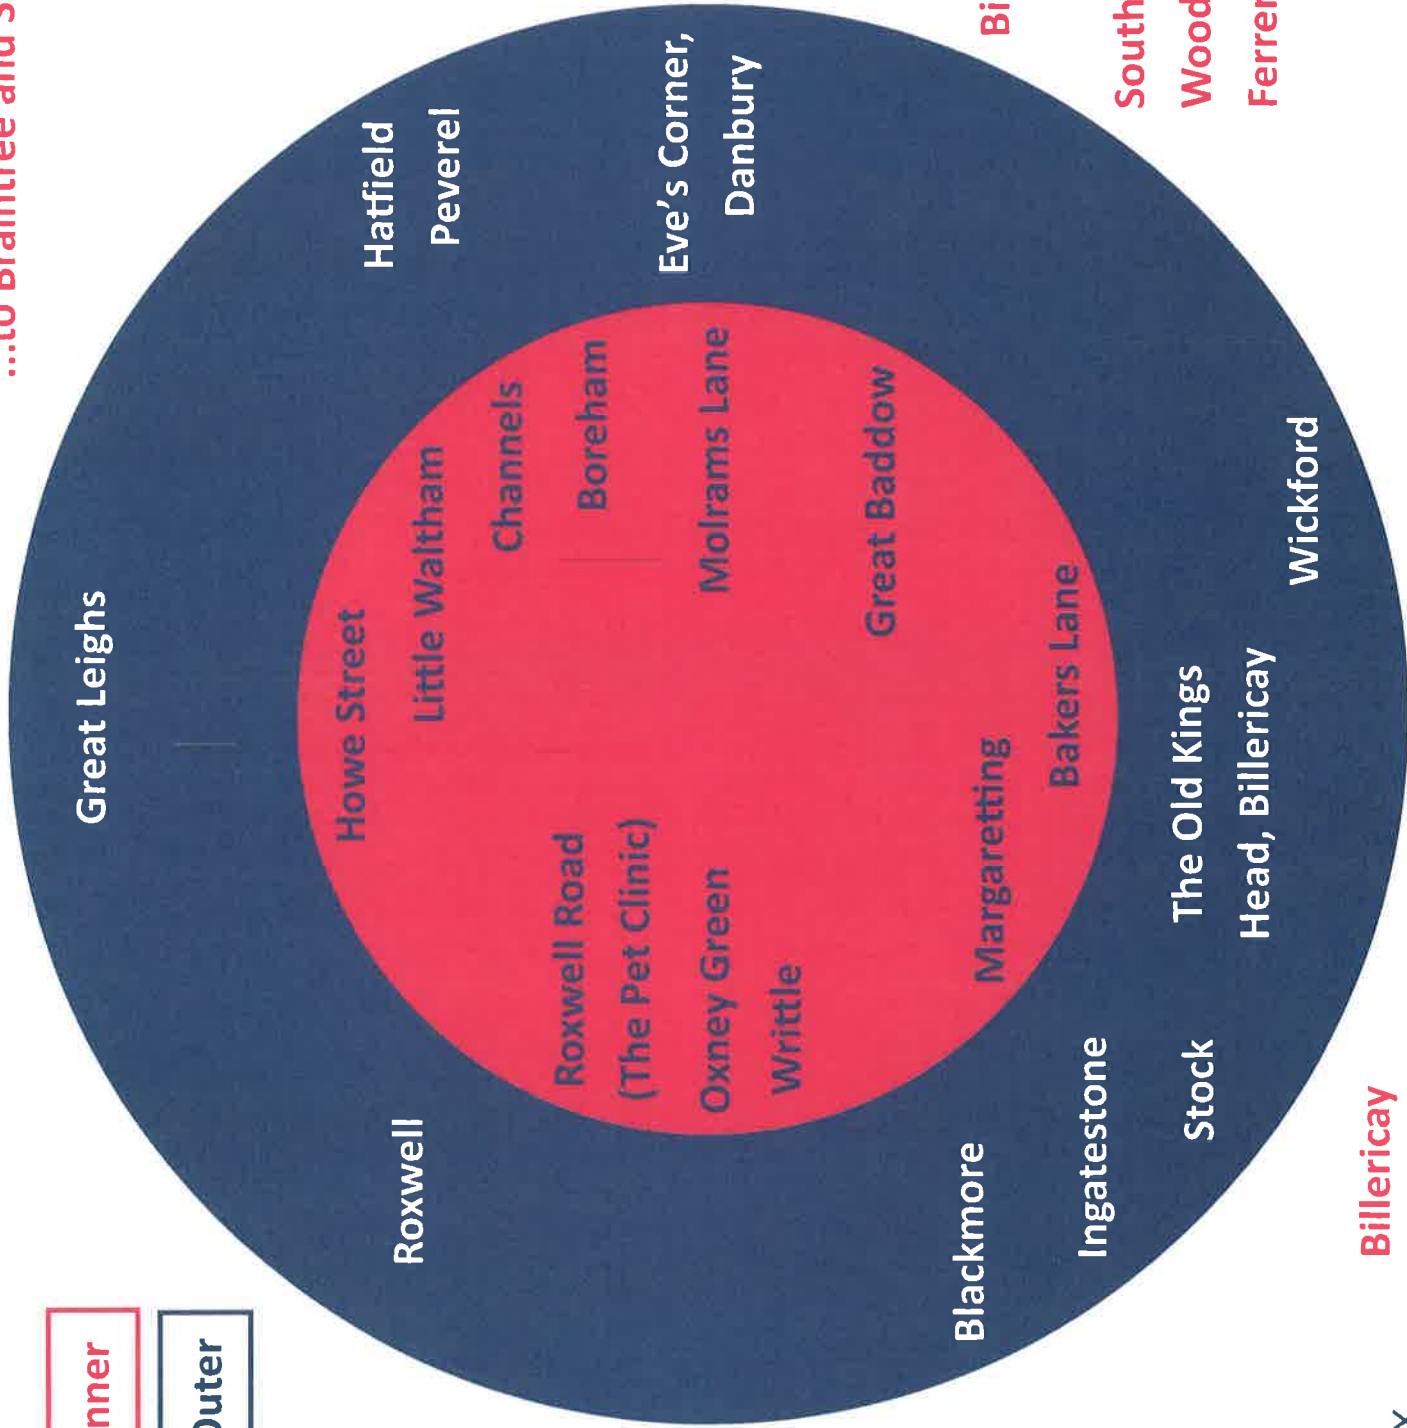 ...to Braintree and S
nner
Outer
Great Leighs
Howe Street
Hatfield
Peverel
Roxwell
Little Waltham
Channels
Roxwell Road
(The Pet Clinic)
Boreham
Eve's Corner,
Danbury
Oxney Green
Molrams Lane
Writtle
Great Baddow
Blackmore
Margaretting
Bi
Bakers Lane
Ingatestone
South
Wood
Ferrer
Stock
The Old Kings
Head, Billericay
Wickford
Billericay